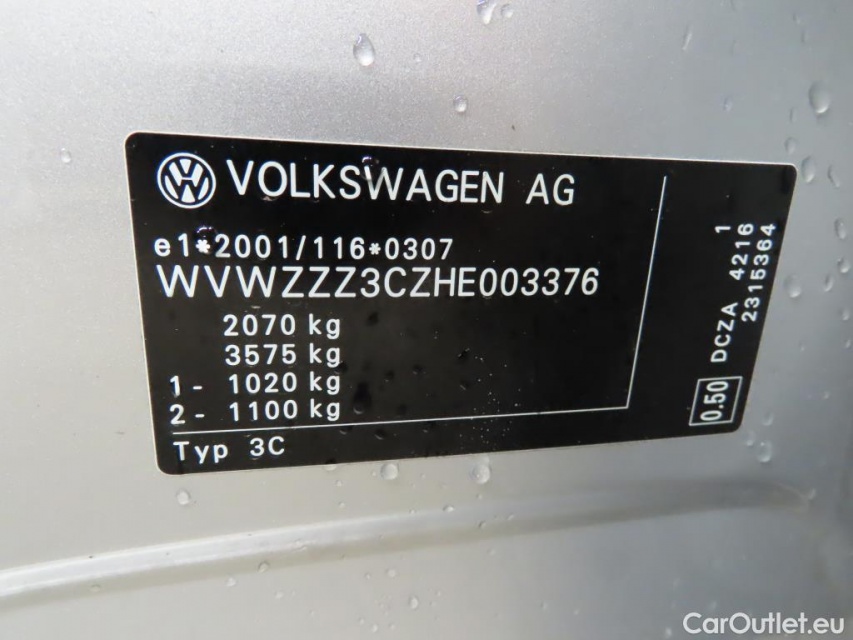 VOLKSWAGEN AG
e1*2001/116*0307
WVWZZZ3CZHE003376
2070 kg
3575 kg
1- 1020 kg
2- 1100 kg
Typ 3C
1
DCZA 4216
2315364
0.50
CarOutlet.eu